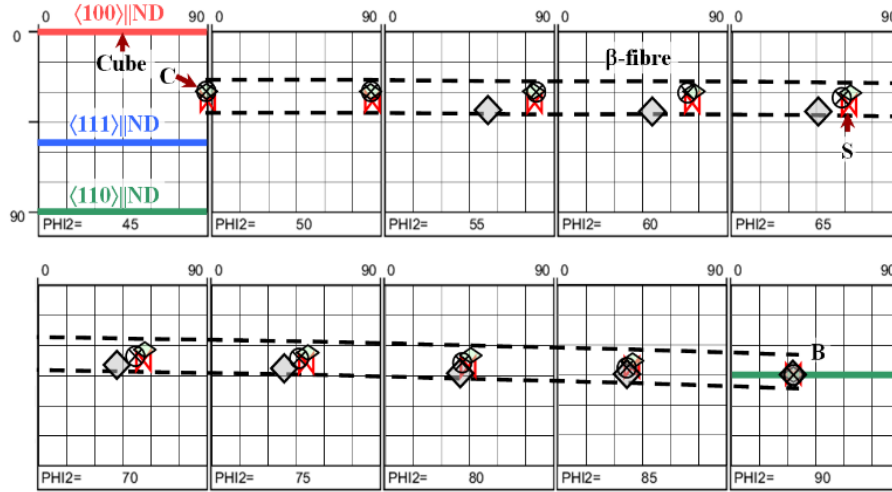 0 90 0 90 0 90 0 90 0 90
⟨100⟩||ND
0
Cube
C
β-fibre
⟨111⟩||ND
S
⟨110⟩||ND
90
PHI2= 45 PHI2= 50 PHI2= 55 PHI2= 60 PHI2= 65
0 90 0 90 0 90 0 90 0 90
B
PHI2= 70 PHI2= 75 PHI2= 80 PHI2= 85 PHI2= 90